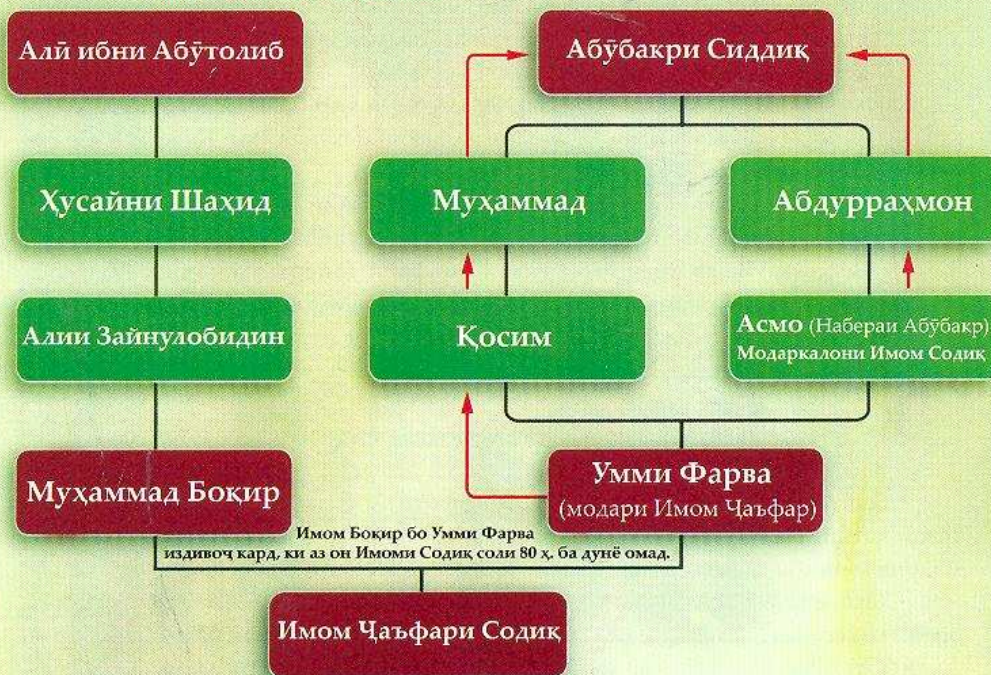 Алӣ ибни Абӯтолиб
Абӯбакри Сиддиқ
Ҳусайни Шаҳид
Муҳаммад
Абдурраҳмон
Алии Зайнулобидин
Қосим
Асмо (Набераи Абӯбакр)
Модаркалони Имом Содиқ
Муҳаммад Боқир
Умми Фарва
(модари Имом Ҷаъфар)
Имом Боқир бо Умми Фарва
издивоҷ кард, ки аз он Имоми Содиқ соли 80 ҳ. ба дунё омад.
Имом Ҷаъфари Содиқ